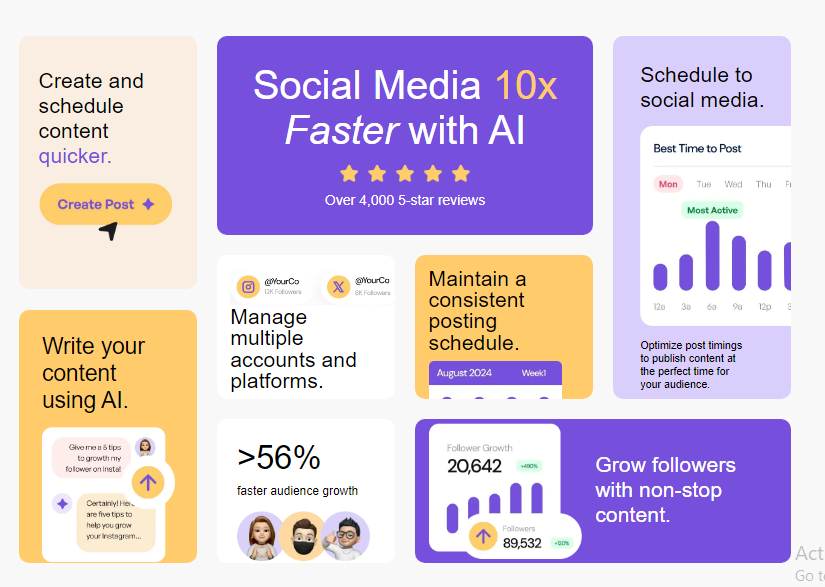 Create and
schedule
content
quicker.
Create Post
Social Media 10x
Faster with AI
Over 4,000 5-star reviews
Schedule to
social media.
Best Time to Post
Mon Tue Wed Thu
Most Active
12a 3a 6a 9a 12p
Optimize post timings
to publish content at
the perfect time for
your audience.
Write your
content
using AI.
Give me a 5 tips
to growth my
follower on Insta!
Certainly! Here
are five tips to
help you grow
your Instagram...
@YourCo
12K Followers
@YourCo
8K Followers
Manage
multiple
accounts and
platforms.
Maintain a
consistent
posting
schedule.
August 2024 Week1
>56%
faster audience growth
Follower Growth
20,642 +490%
Followers
89,532 +120%
Grow followers
with non-stop
content.
Act
Go to